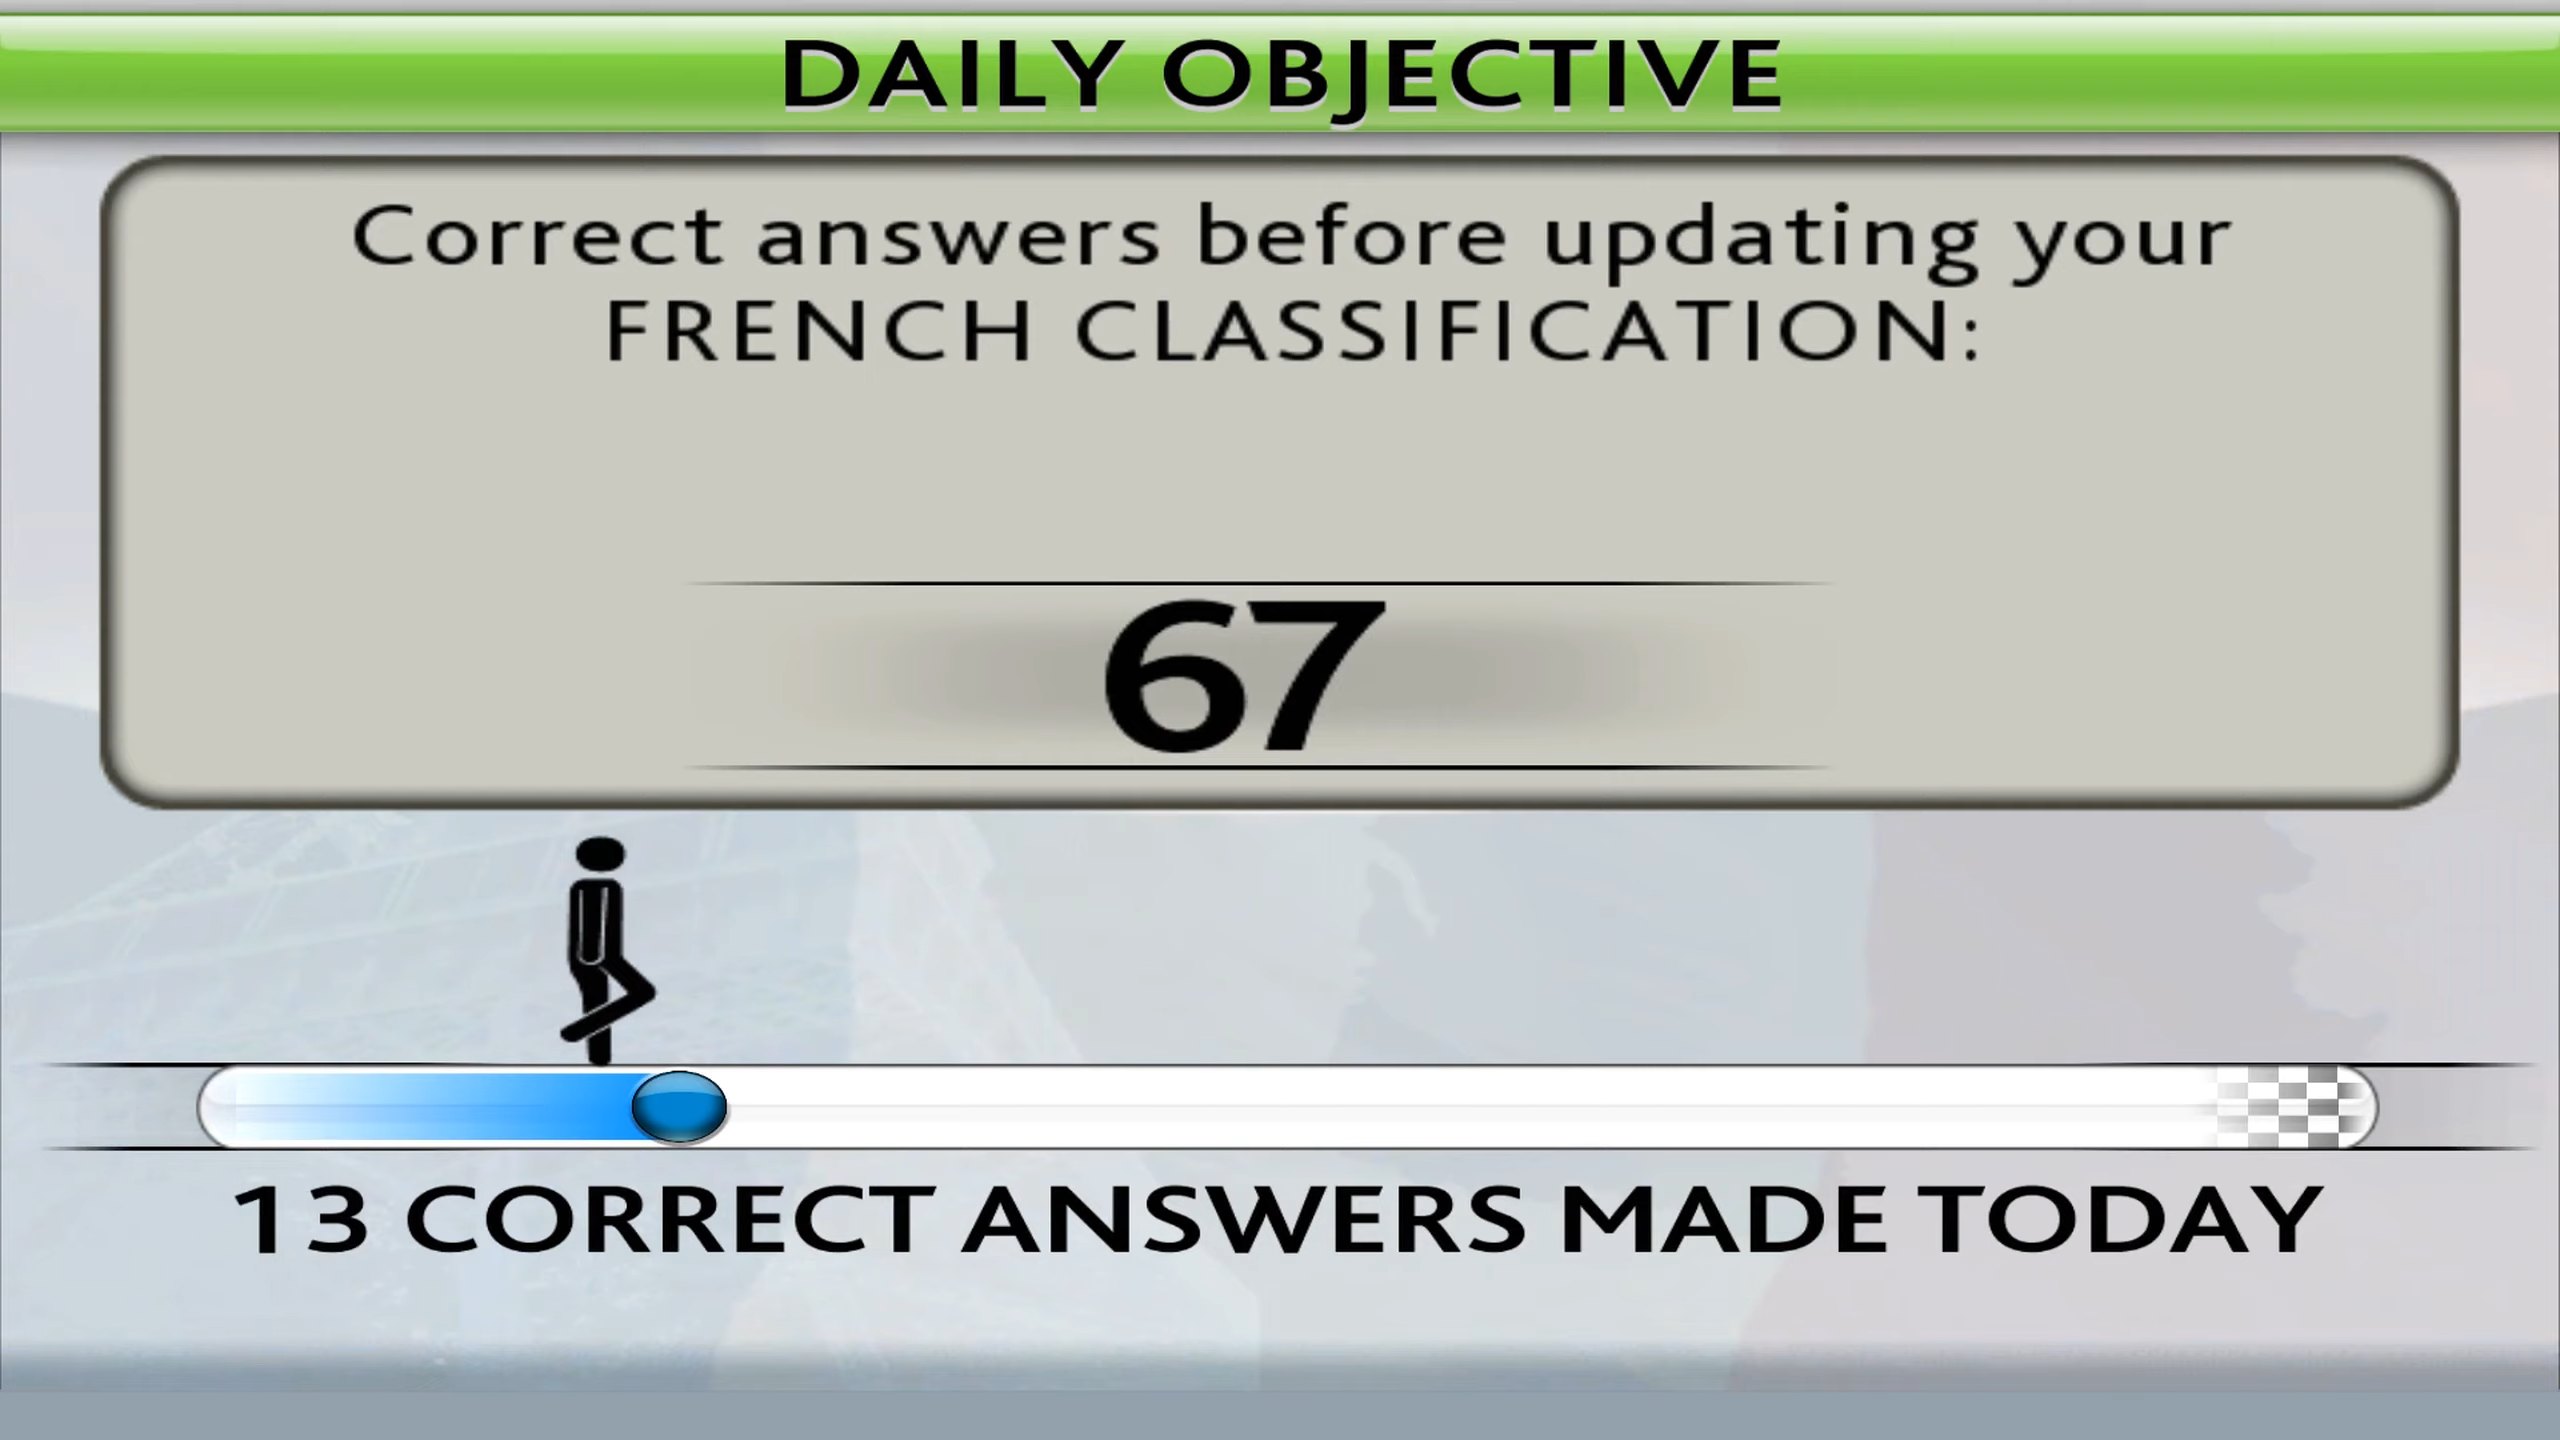 DAILY OBJECTIVE
Correct answers before updating your
FRENCH CLASSIFICATION:
67
13 CORRECT ANSWERS MADE TODAY